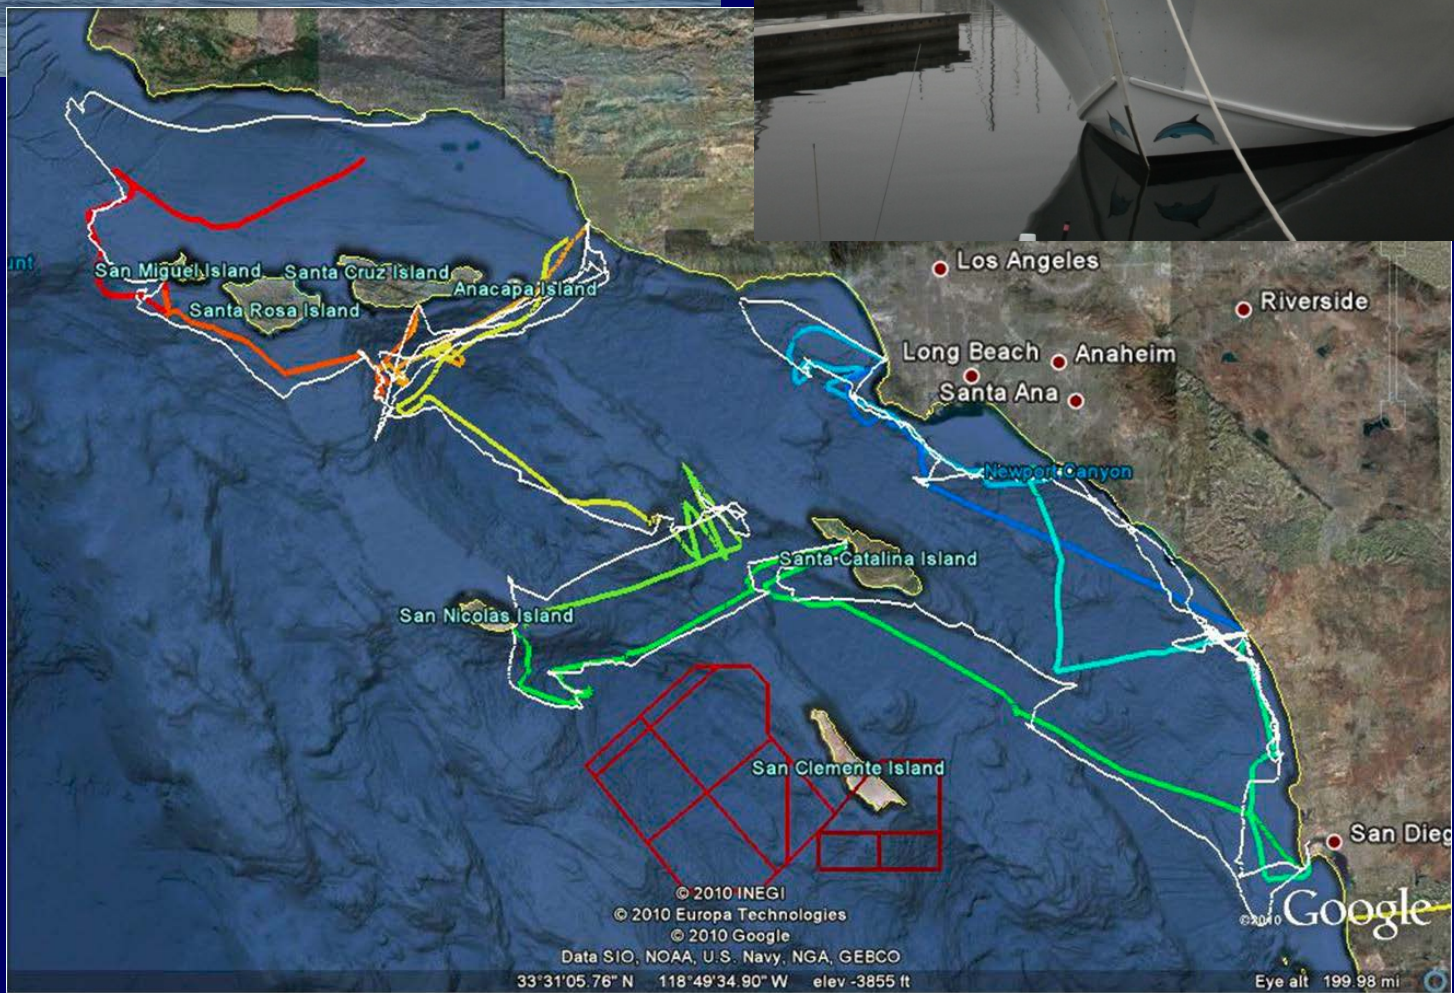 Los Angeles
San Miguel Island
Santa Cruz Island
Anacapa Island
Riverside
Santa Rosa Island
Long Beach
Anaheim
Santa Ana
Newport Canyon
Santa Catalina Island
San Nicolas Island
San Clemente Island
San Dieg
© 2010 INEGI
© 2010 Europa Technologies
© 2010 Google
Data SIO, NOAA, U.S. Navy, NGA, GEBCO
©2010 Google
33°31'05.76" N 118°49'34.90" W elev -3855 ft
Eye alt 199.98 mi